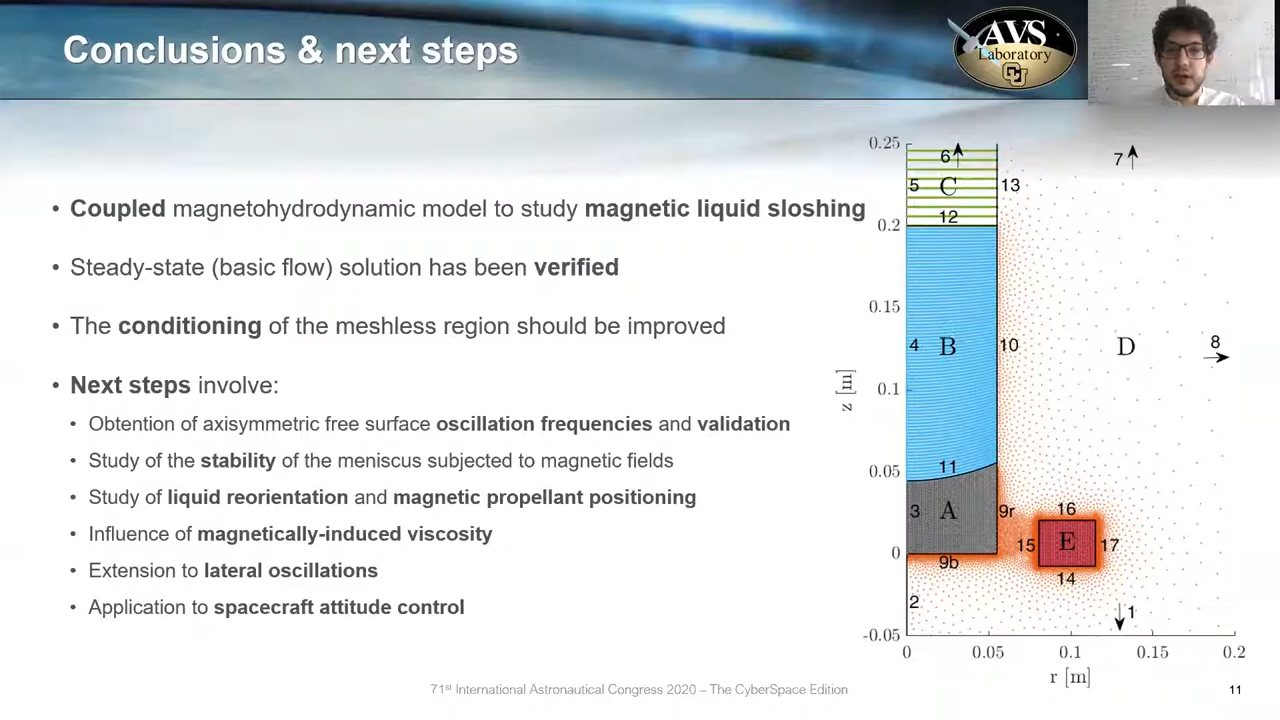 Conclusions & next steps
AVS
Laboratory
CU
• Coupled magnetohydrodynamic model to study magnetic liquid sloshing
• Steady-state (basic flow) solution has been verified
• The conditioning of the meshless region should be improved
• Next steps involve:
• Obtention of axisymmetric free surface oscillation frequencies and validation
• Study of the stability of the meniscus subjected to magnetic fields
• Study of liquid reorientation and magnetic propellant positioning
• Influence of magnetically-induced viscosity
• Extension to lateral oscillations
• Application to spacecraft attitude control
0.25
0.2
0.15
0.1
0.05
0
-0.05
z [m]
6
7
5 C 13
12
4 B 10 D 8
11
3 A 9r 16
15 E 17
9b 14
2 1
0 0.05 0.1 0.15 0.2
r [m]
71st International Astronautical Congress 2020 – The CyberSpace Edition
11